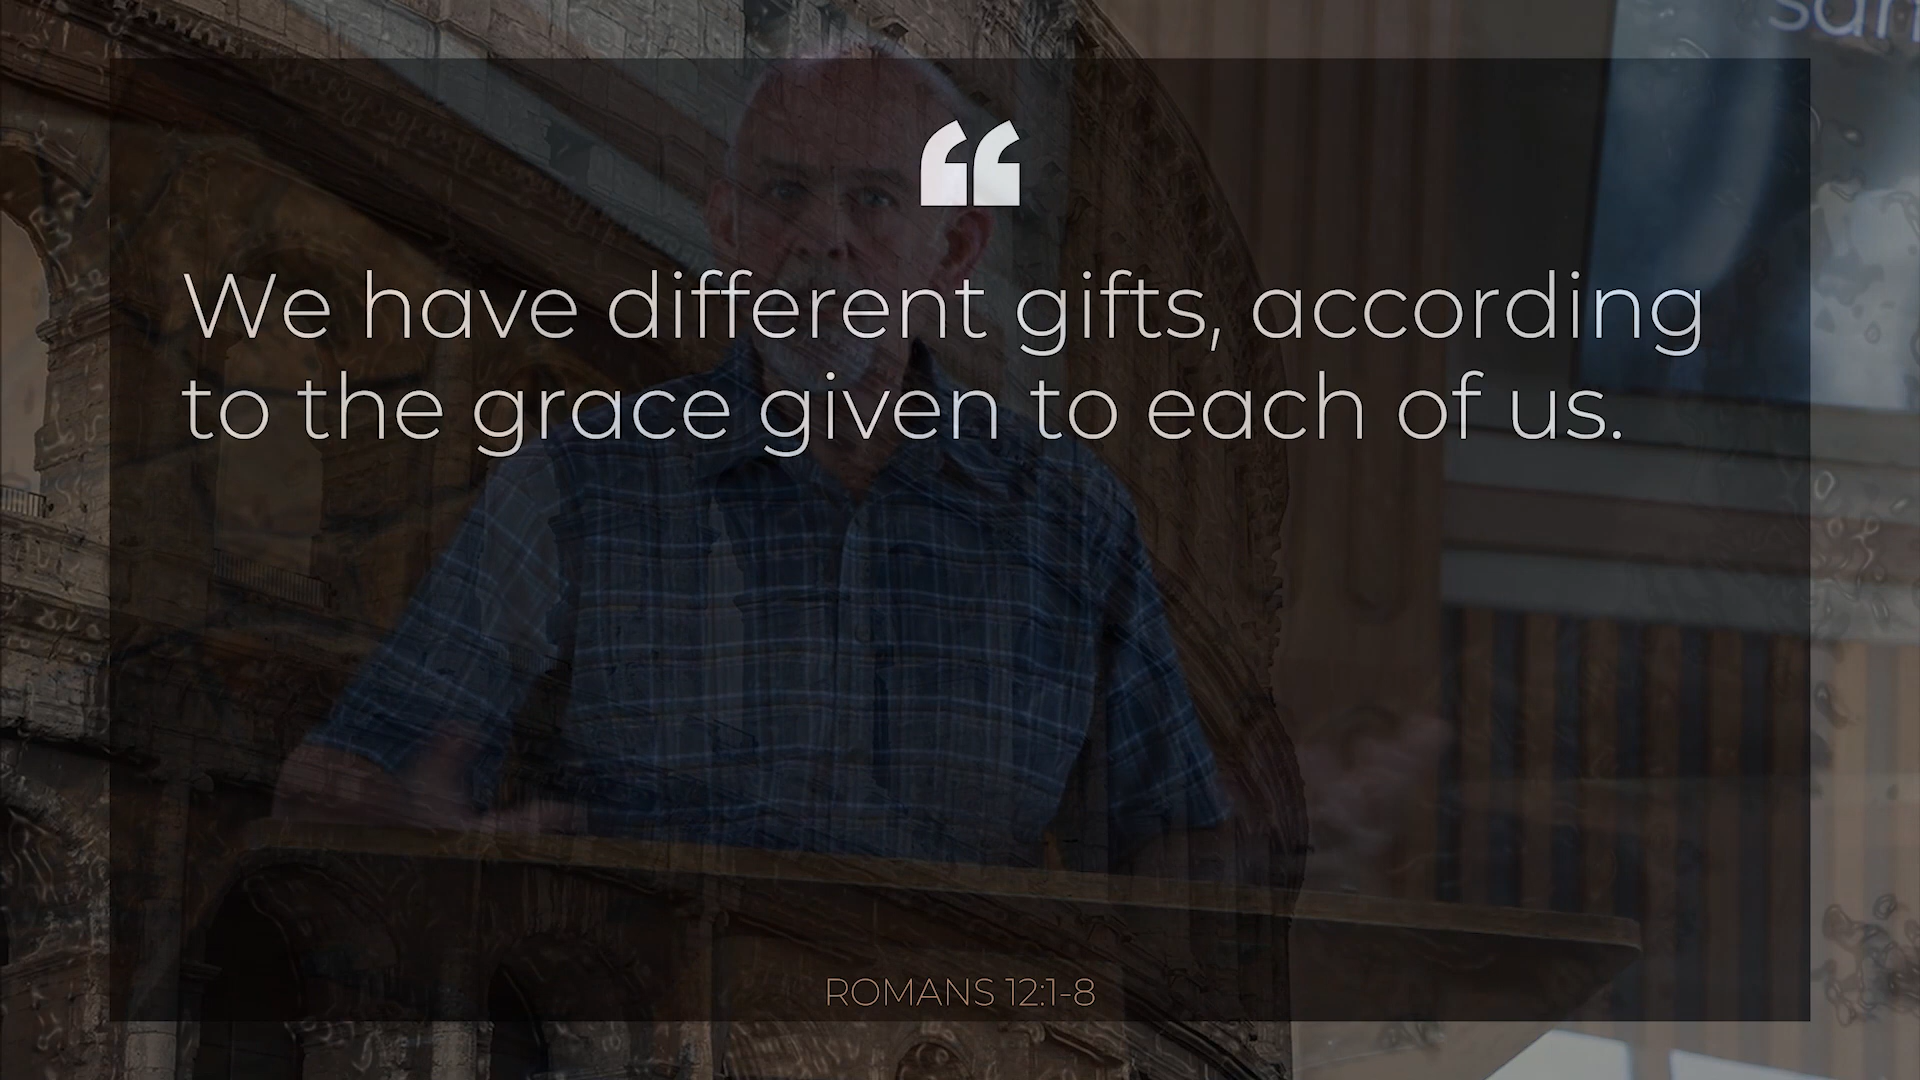 “
We have different gifts, according
to the grace given to each of us.
ROMANS 12:1-8